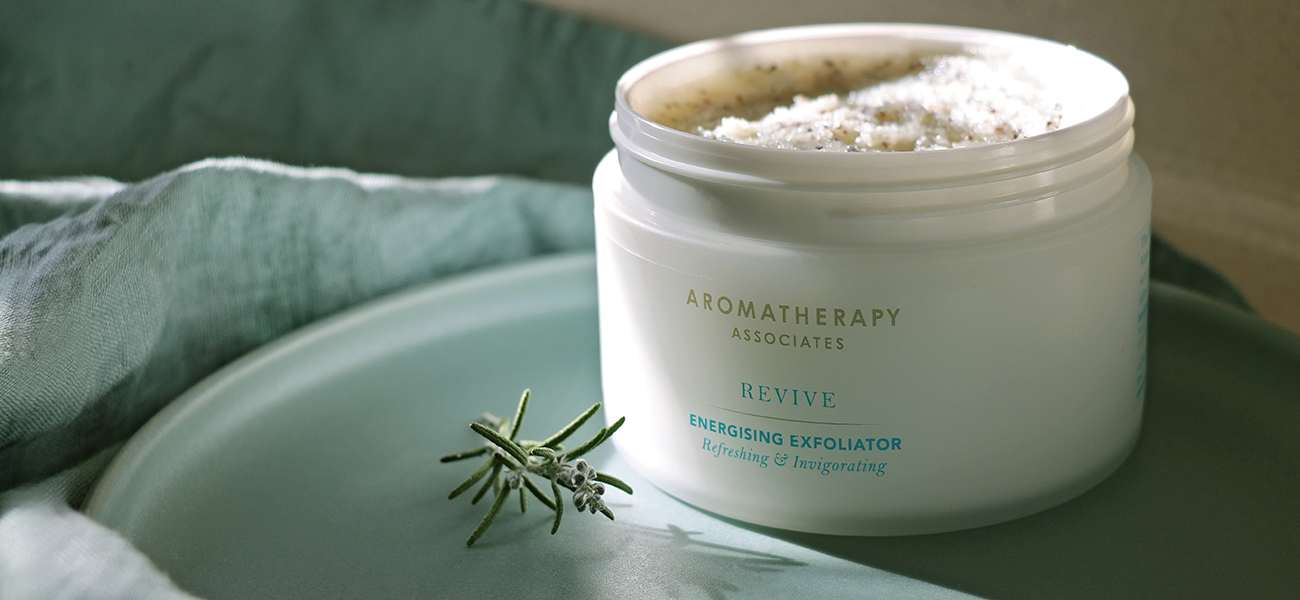 AROMATHERAPY
ASSOCIATES
REVIVE
ENERGISING EXFOLIATOR
Refreshing & Invigorating